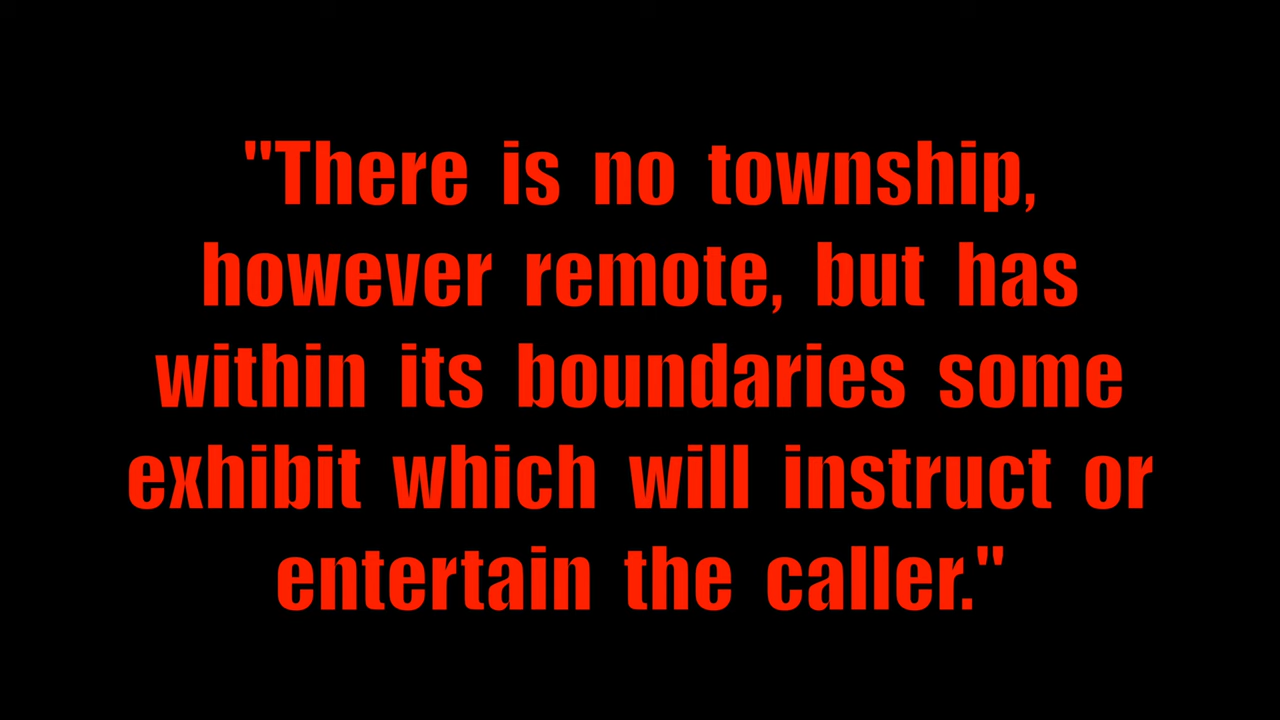 "There is no township,
however remote, but has
within its boundaries some
exhibit which will instruct or
entertain the caller."